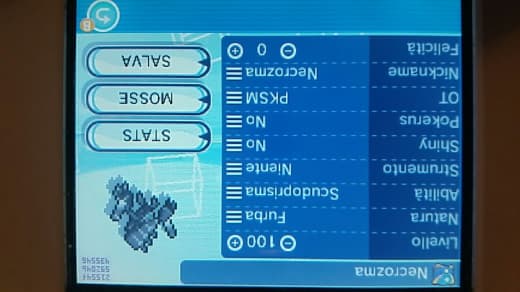 Necrozma
Livello 100
Natura Furba
Abilità Scudoprisma
Strumento Niente
Shiny No
Pokerus No
OT PKSM
Nickname Necrozma
Felicità 0
STATS
MOSSE
SALVA
B